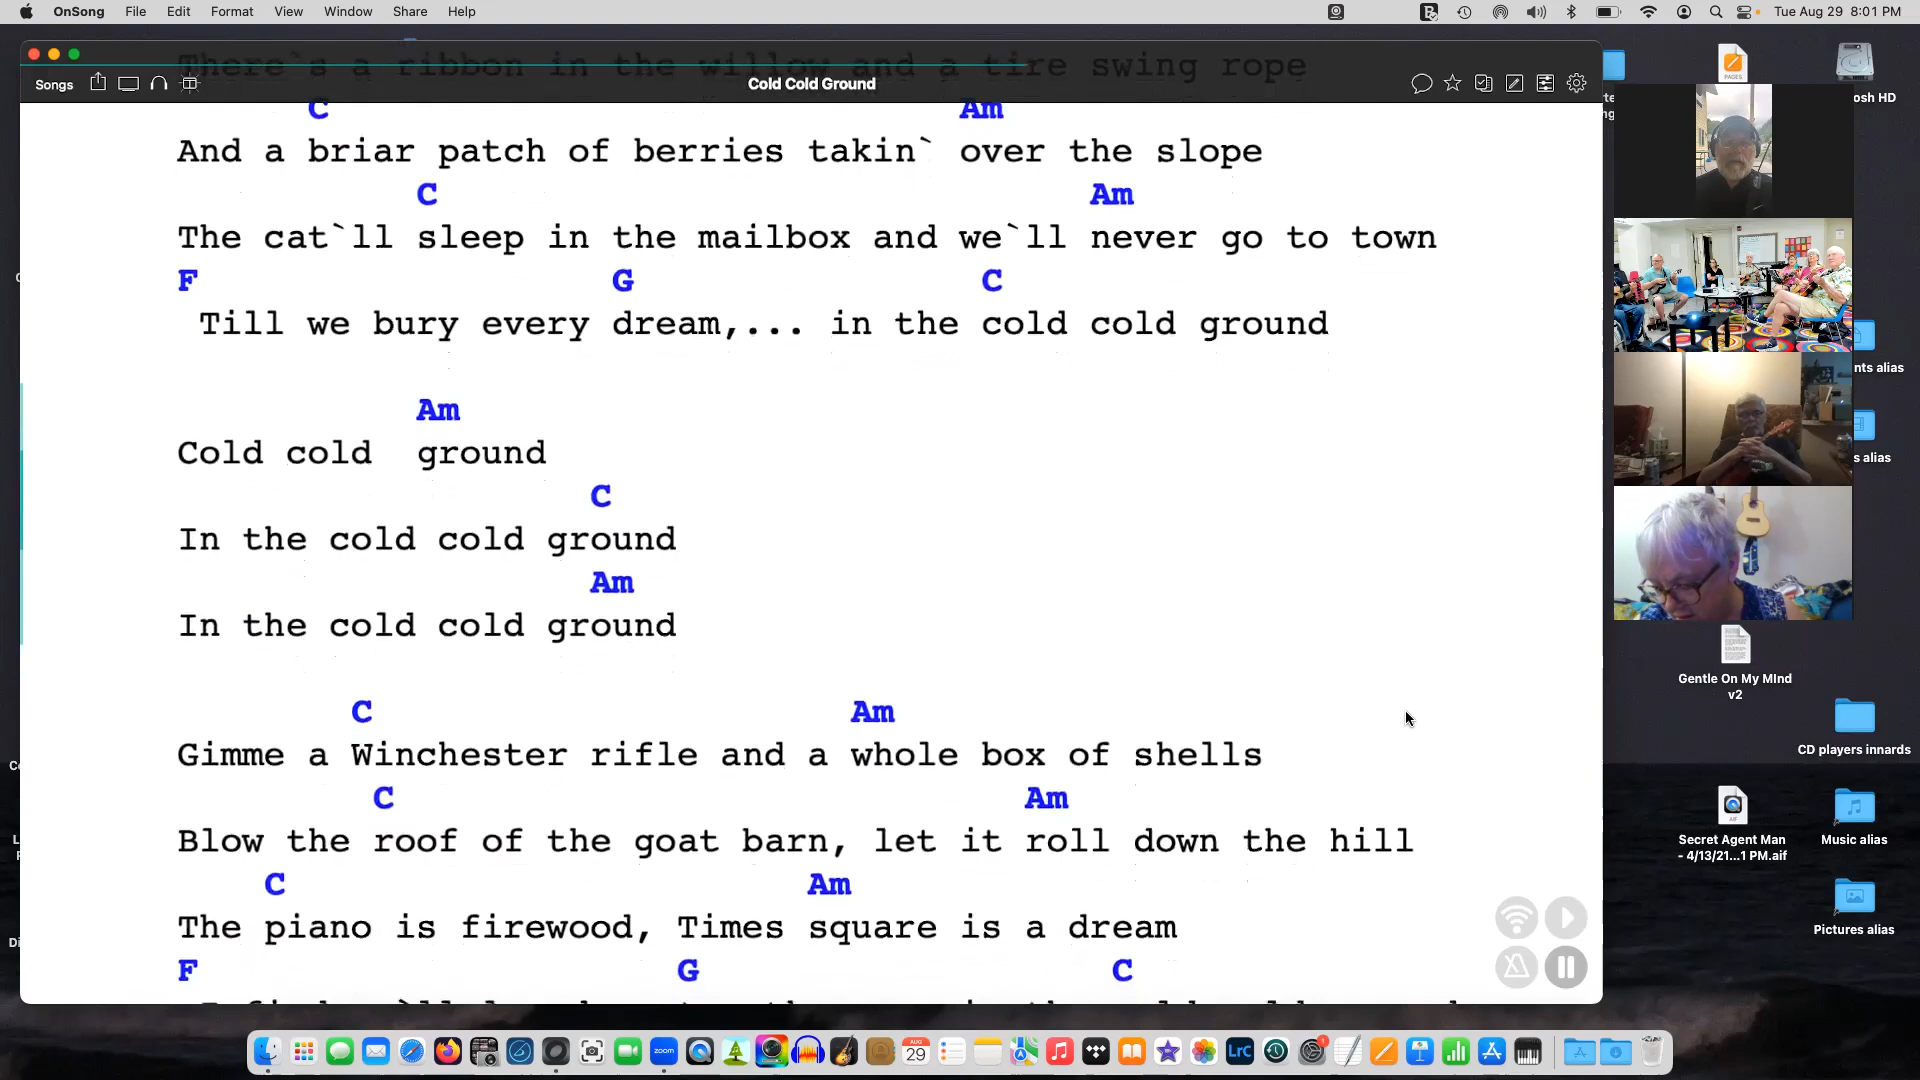 OnSong File Edit Format View Window Share Help
Tue Aug 29 8:01 PM
There`s a ribbon in the willow and a tire swing rope
Songs
Cold Cold Ground
C Am
And a briar patch of berries takin` over the slope
C Am
The cat`ll sleep in the mailbox and we`ll never go to town
F G C
Till we bury every dream,... in the cold cold ground
Am
Cold cold ground
C
In the cold cold ground
Am
In the cold cold ground
C Am
Gimme a Winchester rifle and a whole box of shells
C Am
Blow the roof of the goat barn, let it roll down the hill
C Am
The piano is firewood, Times square is a dream
F G C
PAGES
osh HD
nts alias
s alias
Gentle On My MInd
v2
CD players innards
AIF
Secret Agent Man
- 4/13/21...1 PM.aif
Music alias
Pictures alias
zoom
AUG
29
LrC
1